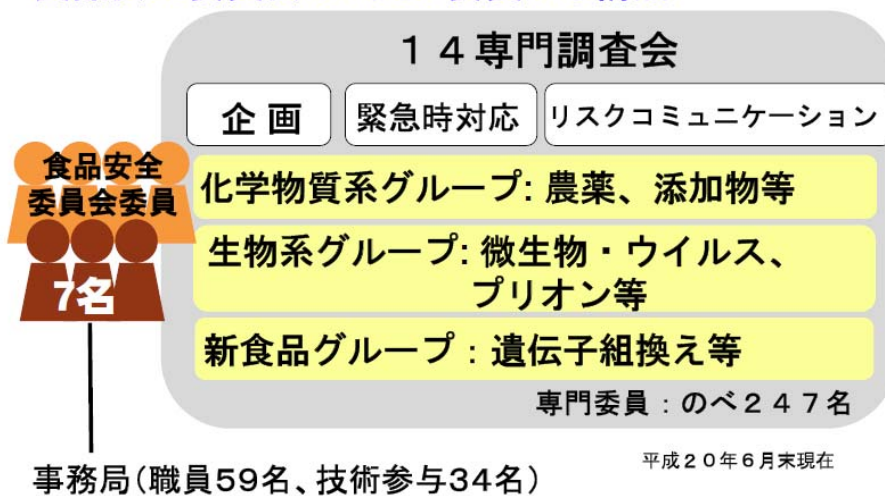 １４専門調査会
企 画
緊急時対応
リスクコミュニケーション
食品安全
委員会委員
7名
化学物質系グループ: 農薬、添加物等
生物系グループ: 微生物・ウイルス、
プリオン等
新食品グループ：遺伝子組換え等
専門委員：のべ２４７名
平成２０年６月末現在
事務局(職員59名、技術参与34名)